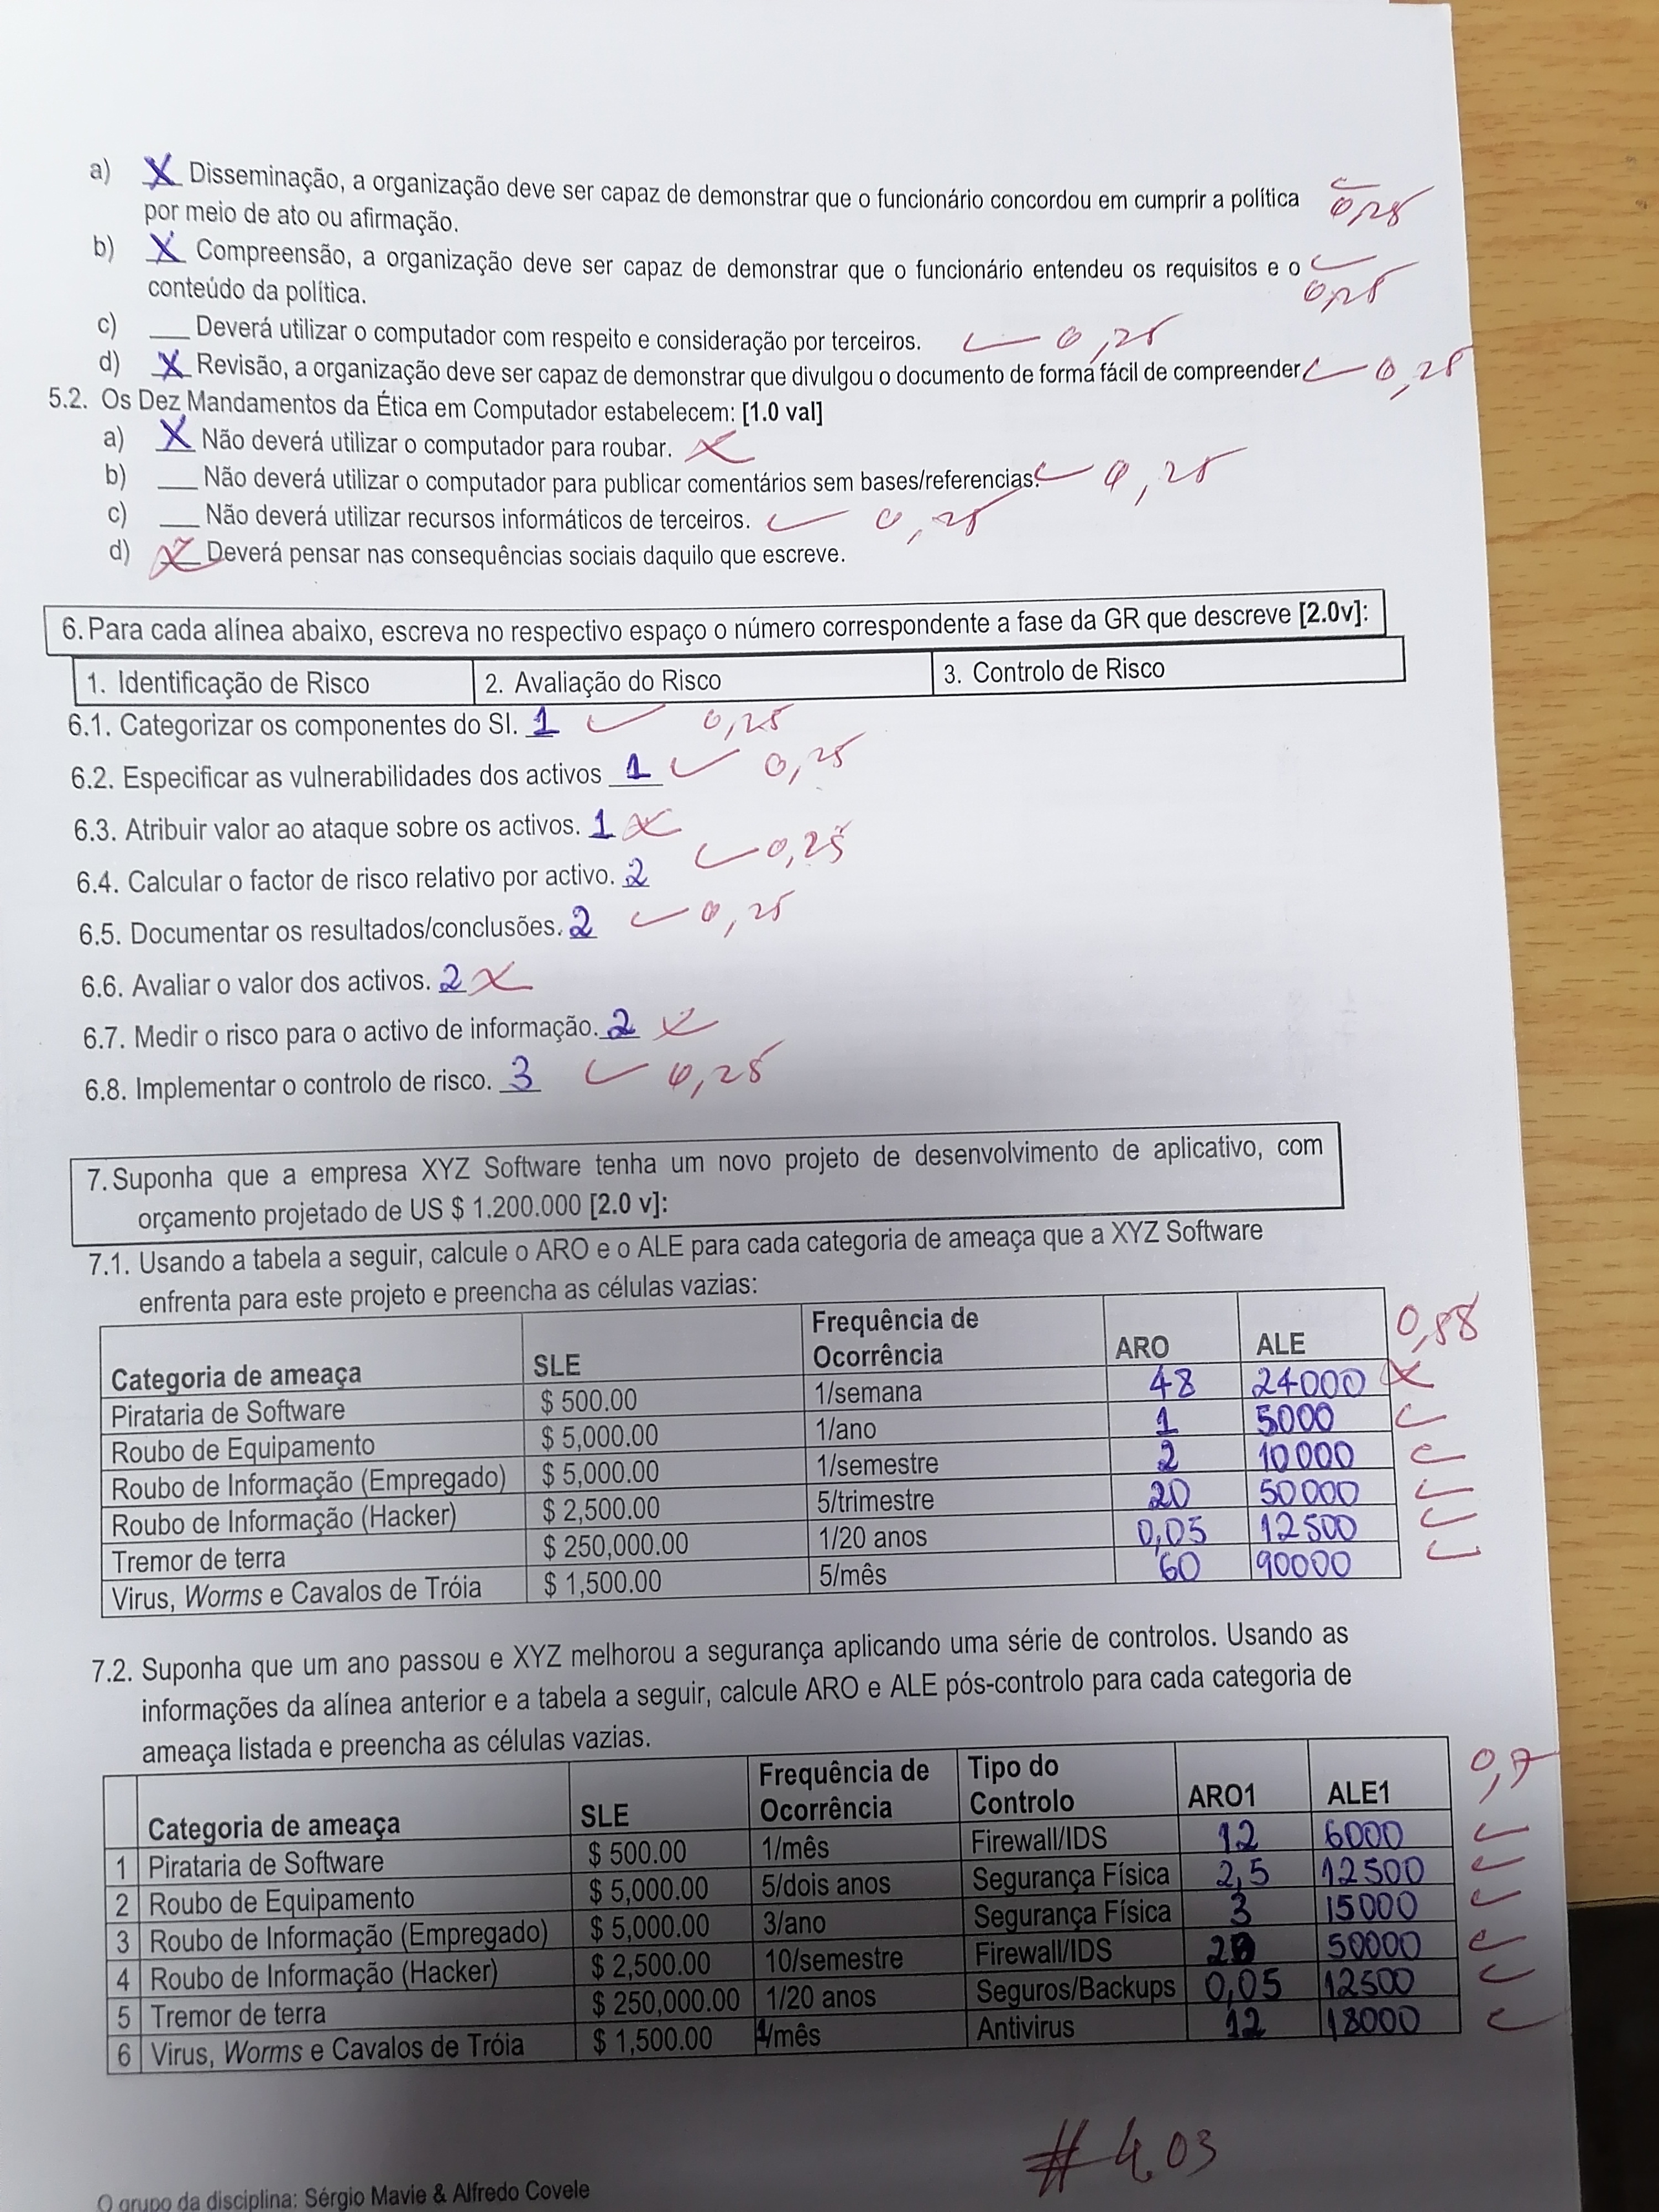 a) X Disseminação, a organização deve ser capaz de demonstrar que o funcionário concordou em cumprir a política 0,25
por meio de ato ou afirmação.
b) X Compreensão, a organização deve ser capaz de demonstrar que o funcionário entendeu os requisitos e o
conteúdo da política. 0,25
c) ___ Deverá utilizar o computador com respeito e consideração por terceiros. 0,25
d) X Revisão, a organização deve ser capaz de demonstrar que divulgou o documento de forma fácil de compreender 0,25
5.2. Os Dez Mandamentos da Ética em Computador estabelecem: [1.0 val]
a) X Não deverá utilizar o computador para roubar. X
b) ___ Não deverá utilizar o computador para publicar comentários sem bases/referencias. 0,25
c) ___ Não deverá utilizar recursos informáticos de terceiros. 0,25
d) ___ Deverá pensar nas consequências sociais daquilo que escreve.
6. Para cada alínea abaixo, escreva no respectivo espaço o número correspondente a fase da GR que descreve [2.0v]:
1. Identificação de Risco 2. Avaliação do Risco 3. Controlo de Risco
6.1. Categorizar os componentes do SI. 1 0,25
6.2. Especificar as vulnerabilidades dos activos 1 0,25
6.3. Atribuir valor ao ataque sobre os activos. 1 X
6.4. Calcular o factor de risco relativo por activo. 2 0,25
6.5. Documentar os resultados/conclusões. 2 0,25
6.6. Avaliar o valor dos activos. 2 X
6.7. Medir o risco para o activo de informação. 2 X
6.8. Implementar o controlo de risco. 3 0,25
7. Suponha que a empresa XYZ Software tenha um novo projeto de desenvolvimento de aplicativo, com
orçamento projetado de US $ 1.200.000 [2.0 v]:
7.1. Usando a tabela a seguir, calcule o ARO e o ALE para cada categoria de ameaça que a XYZ Software
enfrenta para este projeto e preencha as células vazias:
Categoria de ameaça SLE Frequência de Ocorrência ARO ALE 0,88
Pirataria de Software $ 500.00 1/semana 48 24000 X
Roubo de Equipamento $ 5,000.00 1/ano 1 5000
Roubo de Informação (Empregado) $ 5,000.00 1/semestre 2 10000
Roubo de Informação (Hacker) $ 2,500.00 5/trimestre 20 50000
Tremor de terra $ 250,000.00 1/20 anos 0,05 12500
Virus, Worms e Cavalos de Tróia $ 1,500.00 5/mês 60 90000
7.2. Suponha que um ano passou e XYZ melhorou a segurança aplicando uma série de controlos. Usando as
informações da alínea anterior e a tabela a seguir, calcule ARO e ALE pós-controlo para cada categoria de
ameaça listada e preencha as células vazias.
Categoria de ameaça SLE Frequência de Ocorrência Tipo do Controlo ARO1 ALE1 0,7
1 Pirataria de Software $ 500.00 1/mês Firewall/IDS 12 6000
2 Roubo de Equipamento $ 5,000.00 5/dois anos Segurança Física 2,5 12500
3 Roubo de Informação (Empregado) $ 5,000.00 3/ano Segurança Física 3 15000
4 Roubo de Informação (Hacker) $ 2,500.00 10/semestre Firewall/IDS 20 50000
5 Tremor de terra $ 250,000.00 1/20 anos Seguros/Backups 0,05 12500
6 Virus, Worms e Cavalos de Tróia $ 1,500.00 1/mês Antivirus 12 18000
# 4,03
O grupo da disciplina: Sérgio Mavie & Alfredo Covele